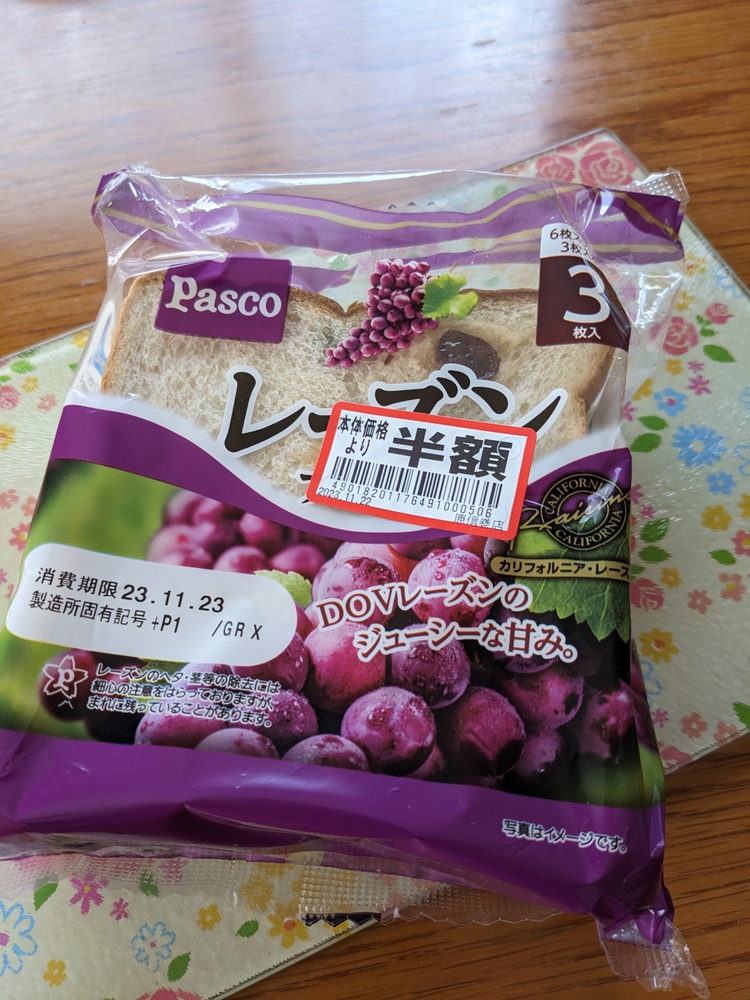 Pasco
6枚
3枚
3
枚入
レーズン
本体価格
より
半額
4901820117649100506
2023.11.22
原信
店
CALIFORNIA
Raisins
CALIFORNIA
カリフォルニア・レーズ
消費期限 23.11.23
製造所固有記号+P1 /GR X
DOVレーズンの
ジューシーな甘み。
P
レーズンのヘタ・茎等の除去には
細心の注意をはらっておりますが、
まれに残っていることがあります。
写真はイメージです。